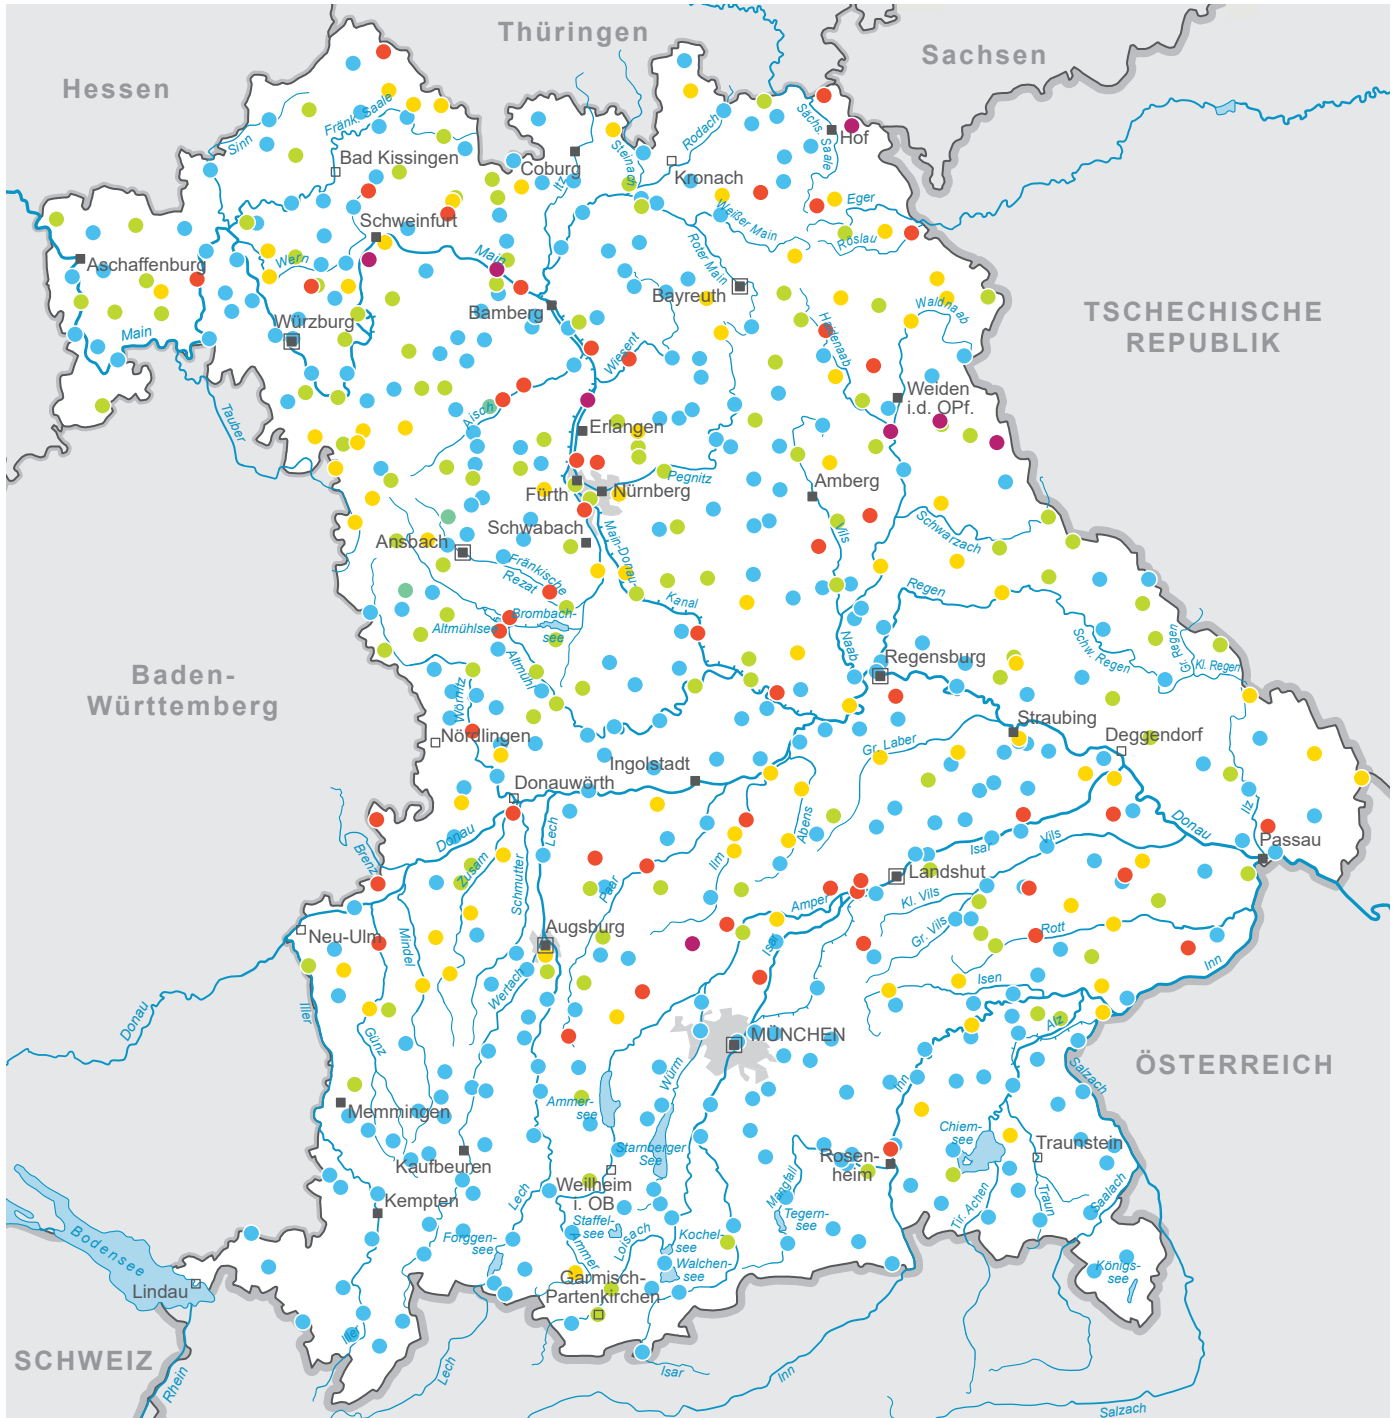 Thüringen
Sachsen
Hessen
Fränk. Saale
Sinn
Rodach
Sächs. Saale
Hof
Steinach
Bad Kissingen
Coburg
Itz
Kronach
Eger
Weißer Main
Röslau
Schweinfurt
Main
Roter Main
Wern
Aschaffenburg
Bayreuth
Waldnaab
TSCHECHISCHE
REPUBLIK
Bamberg
Würzburg
Main
Haidenaab
Wiesent
Weiden
i.d. OPf.
Tauber
Aisch
Erlangen
Pegnitz
Amberg
Fürth
Nürnberg
Schwabach
Main-Donau-
Kanal
Vils
Schwarzach
Ansbach
Fränkische
Rezat
Regen
Brombach-
see
Altmühlsee
Altmühl
Naab
Regensburg
Schw. Regen
Gr. Regen
Kl. Regen
Baden-
Württemberg
Wörnitz
Nördlingen
Straubing
Deggendorf
Gr. Laber
Ingolstadt
Donauwörth
Ilz
Donau
Lech
Abens
Donau
Vils
Isar
Passau
Brenz
Zusam
Schmutter
Ilm
Paar
Landshut
Amper
Kl. Vils
Gr. Vils
Rott
Augsburg
Neu-Ulm
Mindel
Isar
Inn
Wertach
Isen
Donau
Iller
Günz
Alz
MÜNCHEN
ÖSTERREICH
Würm
Inn
Salzach
Ammer-
see
Memmingen
Chiem-
see
Traunstein
Starnberger
See
Kaufbeuren
Rosen-
heim
Weilheim
i. OB
Mangfall
Kempten
Lech
Tir. Achen
Traun
Saalach
Staffel-
see
Tegern-
see
Loisach
Kochel-
see
Forggen-
see
Ammer
Walchen-
see
Bodensee
Königs-
see
Garmisch-
Partenkirchen
Lindau
Iller
SCHWEIZ
Rhein
Lech
Isar
Inn
Salzach